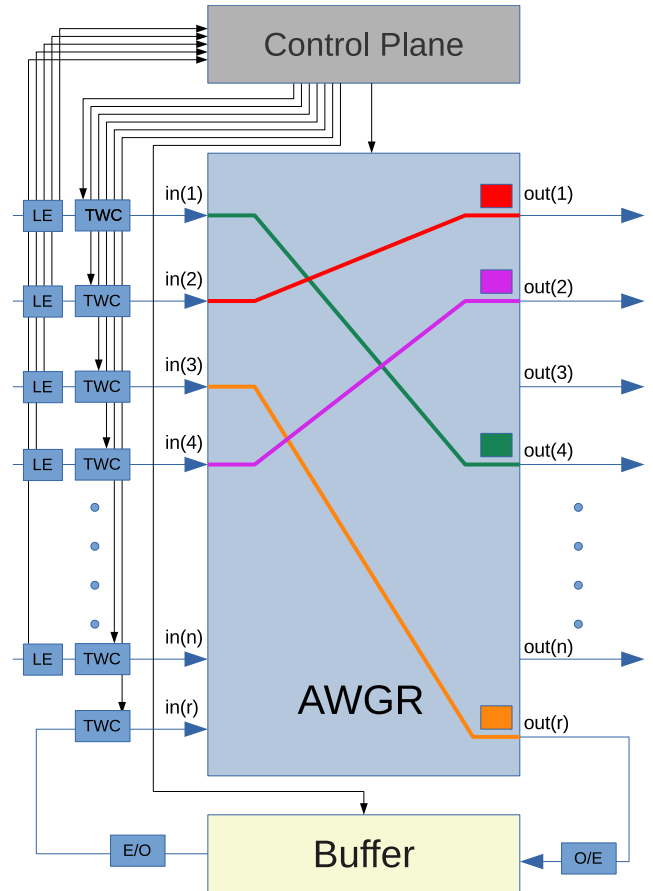 Control Plane
in(1)
out(1)
LE
TWC
in(2)
out(2)
LE
TWC
in(3)
out(3)
LE
TWC
in(4)
out(4)
LE
TWC
in(n)
out(n)
LE
TWC
AWGR
in(r)
out(r)
TWC
E/O
Buffer
O/E